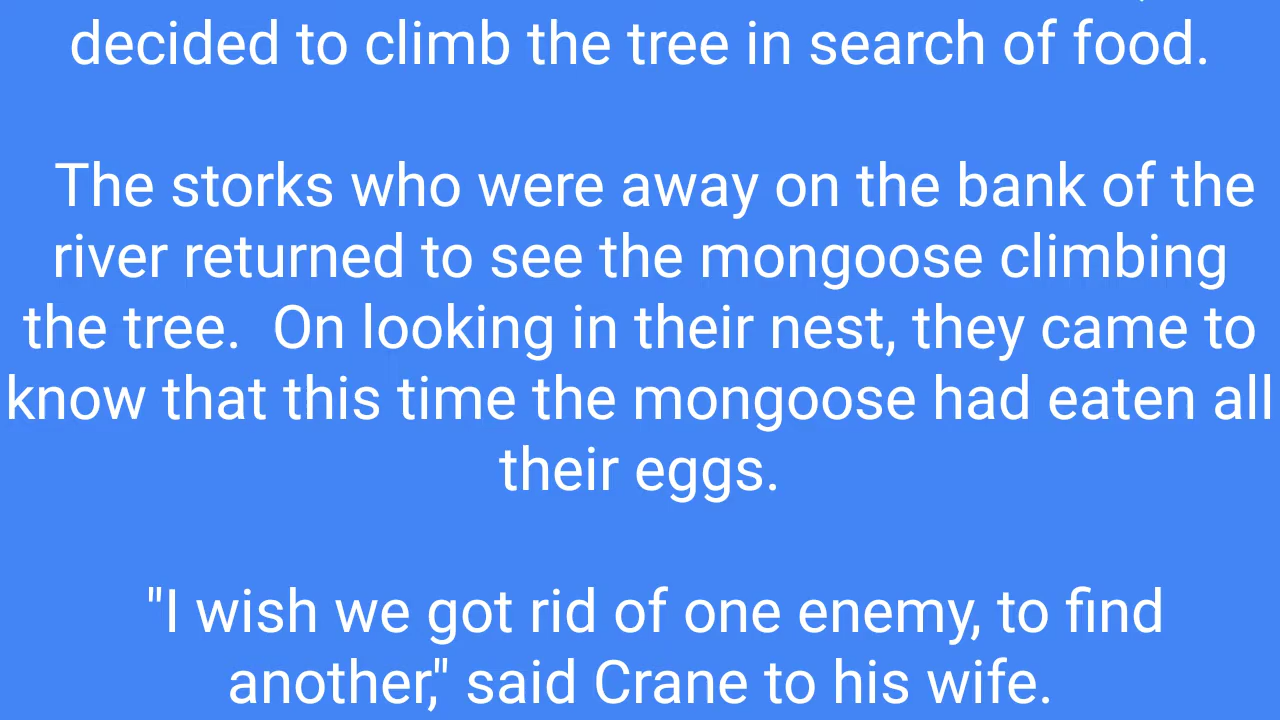 decided to climb the tree in search of food.
The storks who were away on the bank of the
river returned to see the mongoose climbing
the tree.  On looking in their nest, they came to
know that this time the mongoose had eaten all
their eggs.
"I wish we got rid of one enemy, to find
another," said Crane to his wife.